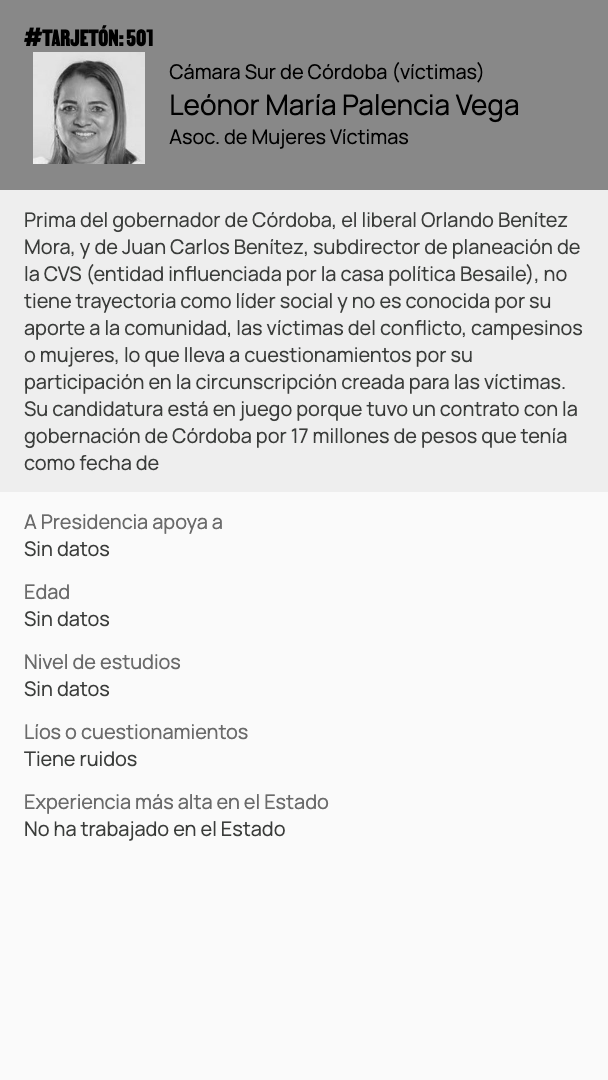 #TARJETÓN: 501
Cámara Sur de Córdoba (víctimas)
Leónor María Palencia Vega
Asoc. de Mujeres Víctimas
Prima del gobernador de Córdoba, el liberal Orlando Benítez
Mora, y de Juan Carlos Benítez, subdirector de planeación de
la CVS (entidad influenciada por la casa política Besaile), no
tiene trayectoria como líder social y no es conocida por su
aporte a la comunidad, las víctimas del conflicto, campesinos
o mujeres, lo que lleva a cuestionamientos por su
participación en la circunscripción creada para las víctimas.
Su candidatura está en juego porque tuvo un contrato con la
gobernación de Córdoba por 17 millones de pesos que tenía
como fecha de
A Presidencia apoya a
Sin datos
Edad
Sin datos
Nivel de estudios
Sin datos
Líos o cuestionamientos
Tiene ruidos
Experiencia más alta en el Estado
No ha trabajado en el Estado